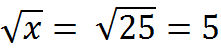 √x = √25 = 5